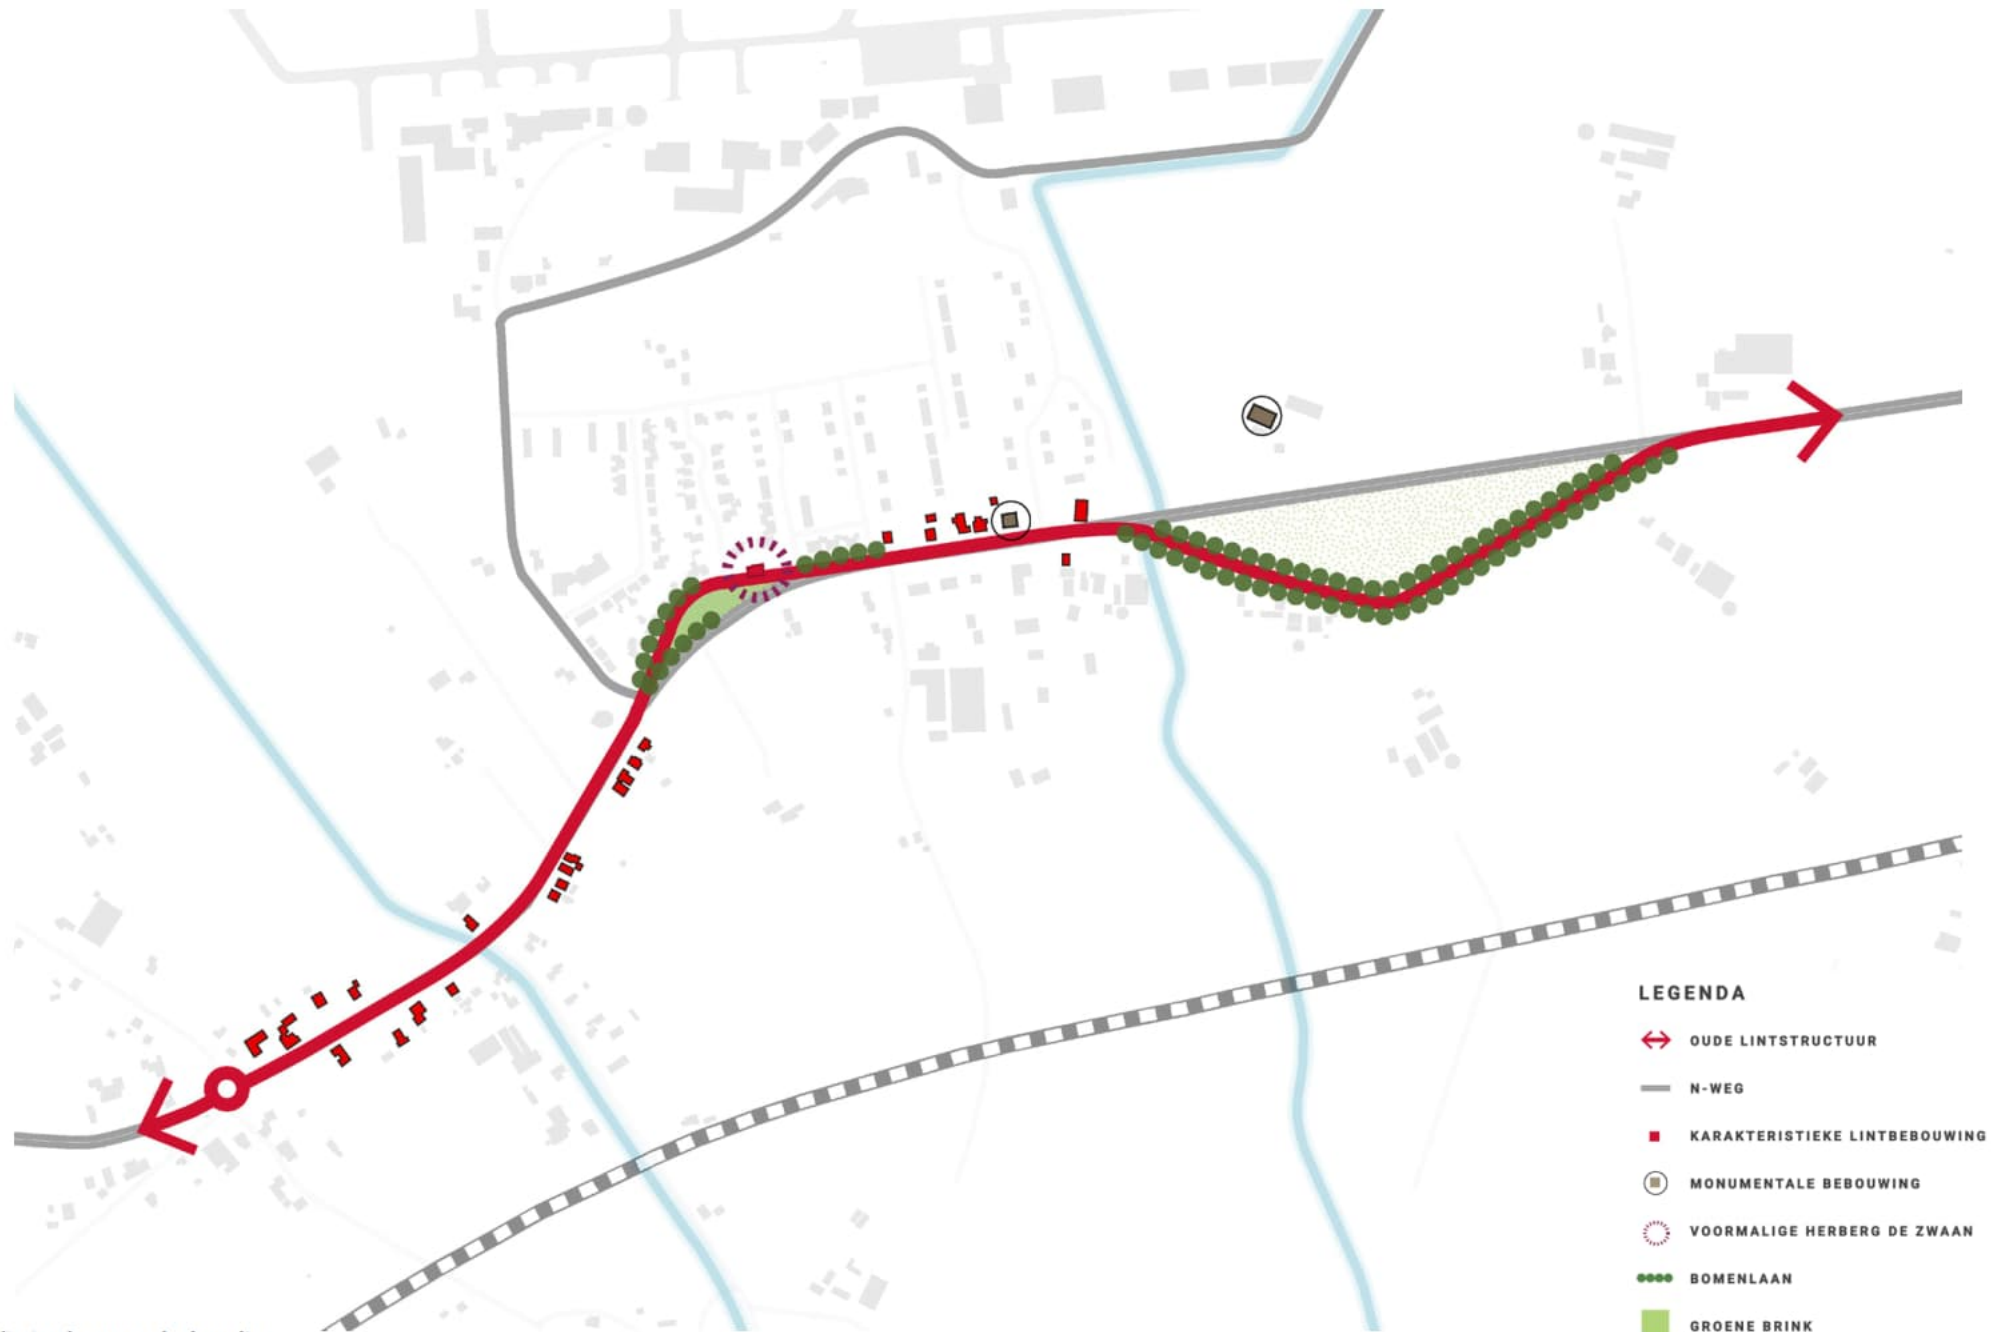 LEGENDA
OUDE LINTSTRUCTUUR
N-WEG
KARAKTERISTIEKE LINTBEBOUWING
MONUMENTALE BEBOUWING
VOORMALIGE HERBERG DE ZWAAN
BOMENLAAN
GROENE BRINK